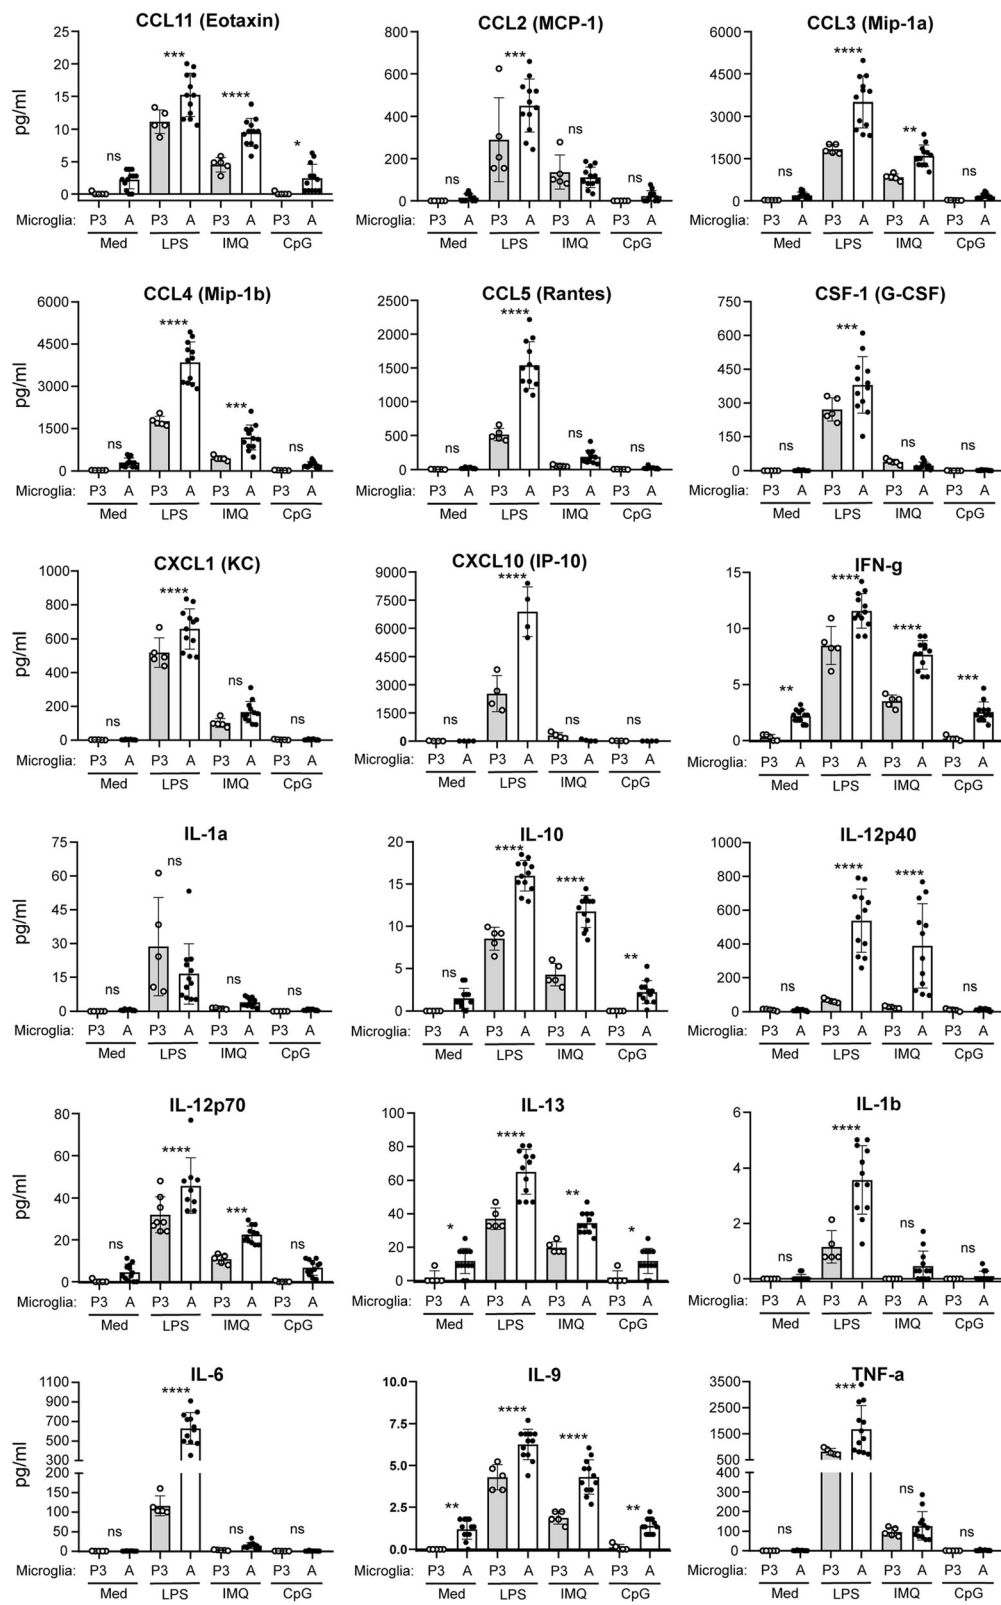 CCL11 (Eotaxin)
pg/ml
25
20
15
10
5
0
ns
***
****
*
Microglia: P3 A P3 A P3 A P3 A
Med LPS IMQ CpG
CCL2 (MCP-1)
800
600
400
200
0
ns
***
ns
ns
P3 A P3 A P3 A P3 A
Med LPS IMQ CpG
CCL3 (Mip-1a)
6000
4500
3000
1500
0
ns
****
**
ns
P3 A P3 A P3 A P3 A
Med LPS IMQ CpG
CCL4 (Mip-1b)
pg/ml
6000
4500
3000
1500
0
ns
****
***
ns
Microglia: P3 A P3 A P3 A P3 A
Med LPS IMQ CpG
CCL5 (Rantes)
2500
2000
1500
1000
500
0
ns
****
ns
ns
P3 A P3 A P3 A P3 A
Med LPS IMQ CpG
CSF-1 (G-CSF)
750
600
450
300
150
0
ns
***
ns
ns
P3 A P3 A P3 A P3 A
Med LPS IMQ CpG
CXCL1 (KC)
pg/ml
1000
800
600
400
200
0
ns
****
ns
ns
Microglia: P3 A P3 A P3 A P3 A
Med LPS IMQ CpG
CXCL10 (IP-10)
9000
7500
6000
4500
3000
1500
0
ns
****
ns
ns
Microglia: P3 A P3 A P3 A P3 A
Med LPS IMQ CpG
IFN-g
15
10
5
0
**
****
****
***
Microglia: P3 A P3 A P3 A P3 A
Med LPS IMQ CpG
IL-1a
pg/ml
75
60
45
30
15
0
ns
ns
ns
ns
Microglia: P3 A P3 A P3 A P3 A
Med LPS IMQ CpG
IL-10
20
15
10
5
0
ns
****
****
**
Microglia: P3 A P3 A P3 A P3 A
Med LPS IMQ CpG
IL-12p40
1000
800
600
400
200
0
ns
****
****
ns
Microglia: P3 A P3 A P3 A P3 A
Med LPS IMQ CpG
IL-12p70
pg/ml
80
60
40
20
0
ns
****
***
ns
Microglia: P3 A P3 A P3 A P3 A
Med LPS IMQ CpG
IL-13
100
80
60
40
20
0
*
****
**
*
Microglia: P3 A P3 A P3 A P3 A
Med LPS IMQ CpG
IL-1b
6
4
2
0
ns
****
ns
ns
Microglia: P3 A P3 A P3 A P3 A
Med LPS IMQ CpG
IL-6
pg/ml
1100
900
700
500
300
200
150
100
50
0
ns
****
ns
ns
Microglia: P3 A P3 A P3 A P3 A
Med LPS IMQ CpG
IL-9
10.0
7.5
5.0
2.5
0.0
**
****
****
**
Microglia: P3 A P3 A P3 A P3 A
Med LPS IMQ CpG
TNF-a
3500
2500
1500
500
400
300
200
100
0
ns
***
ns
ns
Microglia: P3 A P3 A P3 A P3 A
Med LPS IMQ CpG